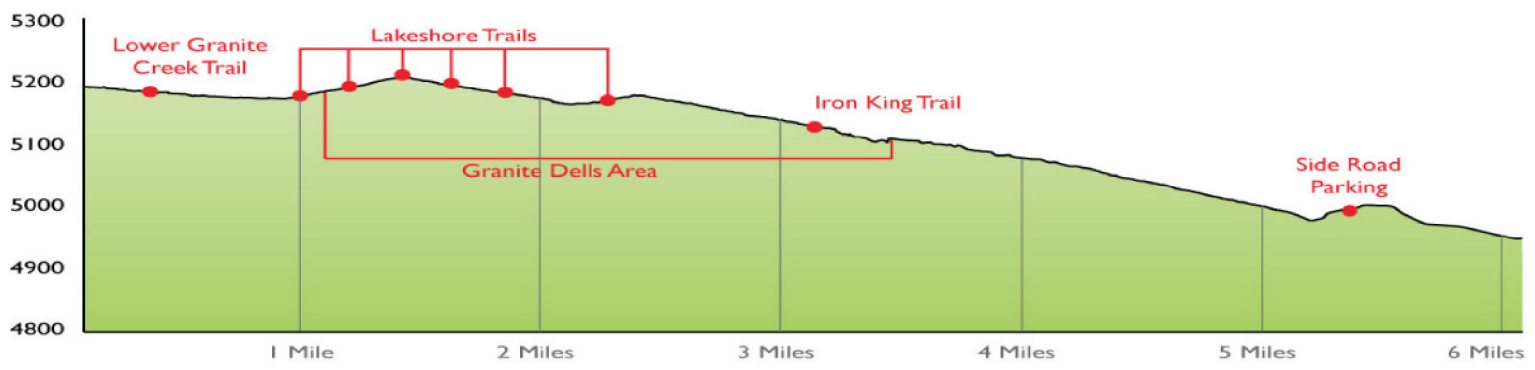 5300
5200
5100
5000
4900
4800
Lower Granite
Creek Trail
Lakeshore Trails
Granite Dells Area
Iron King Trail
Side Road
Parking
1 Mile
2 Miles
3 Miles
4 Miles
5 Miles
6 Miles